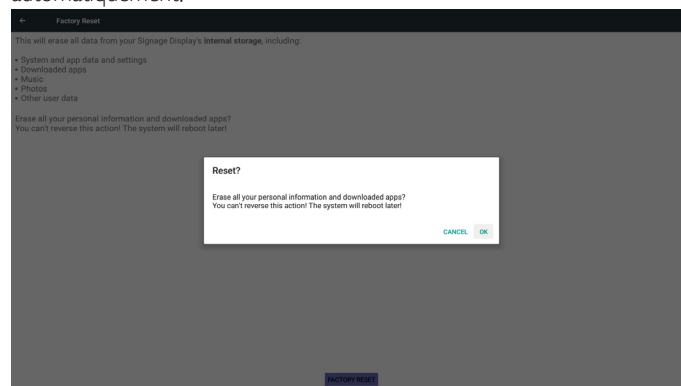 automatiquement.
← Factory Reset
This will erase all data from your Signage Display's internal storage, including:
• System and app data and settings
• Downloaded apps
• Music
• Photos
• Other user data
Erase all your personal information and downloaded apps?
You can't reverse this action! The system will reboot later!
Reset?
Erase all your personal information and downloaded apps?
You can't reverse this action! The system will reboot later!
CANCEL OK
FACTORY RESET